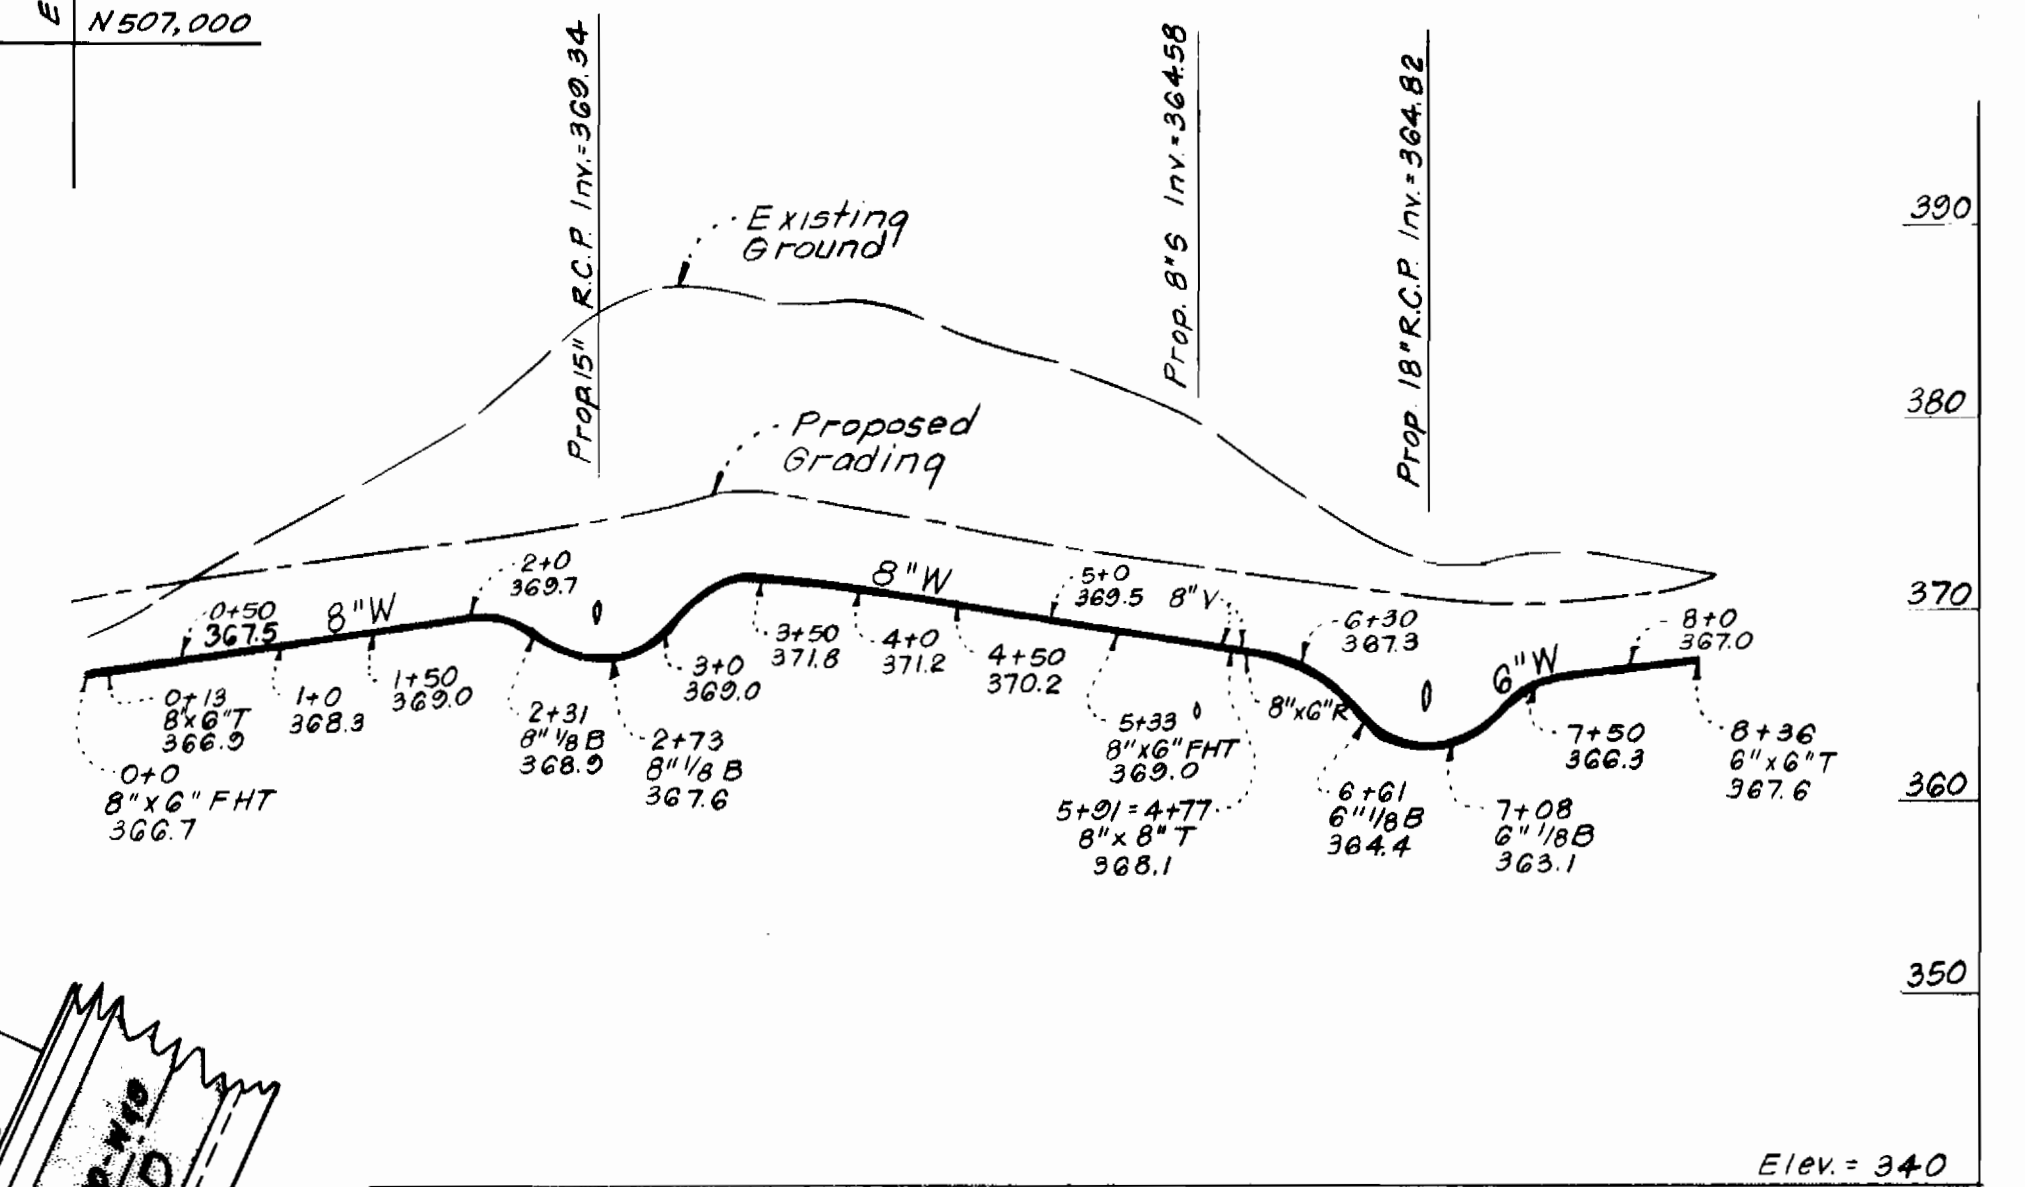 E
N 507,000
Prop. 15" R.C.P. Inv.=369.34
Prop. 8"S Inv.=364.58
Prop. 18"R.C.P. Inv.=364.82
Existing
Ground
Proposed
Grading
390
380
370
360
350
Elev.= 340
0+50
367.5
8"W
2+0
369.7
8"W
5+0
369.5
8"V
6+30
367.3
6"W
8+0
367.0
0+0
8"x6" FHT
366.7
0+13
8"x6"T
366.9
1+0
368.3
1+50
369.0
2+31
8" 1/8 B
368.9
2+73
8" 1/8 B
367.6
3+0
369.0
3+50
371.8
4+0
371.2
4+50
370.2
5+33
8"x6"FHT
369.0
5+91 = 4+77
8"x 8" T
368.1
8"x6"R
6+61
6" 1/8 B
364.4
7+08
6" 1/8 B
363.1
7+50
366.3
8+36
6"x6"T
367.6